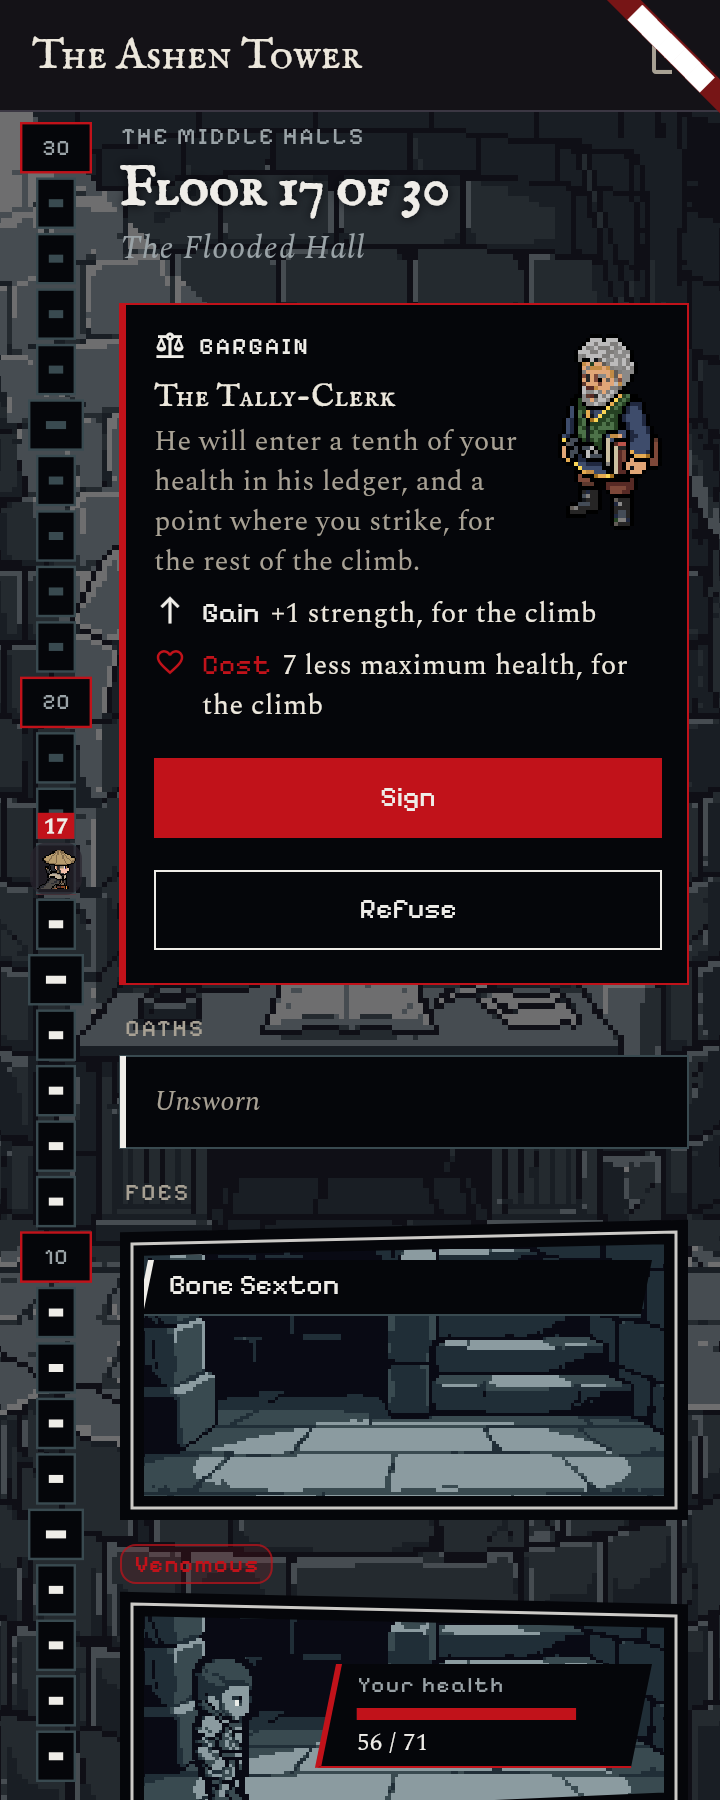 The Ashen Tower
THE MIDDLE HALLS
Floor 17 of 30
The Flooded Hall
30
BARGAIN
The Tally-Clerk
He will enter a tenth of your
health in his ledger, and a
point where you strike, for
the rest of the climb.
Gain +1 strength, for the climb
Cost 7 less maximum health, for
the climb
20
Sign
17
Refuse
OATHS
Unsworn
FOES
10
Bone Sexton
Venomous
Your health
56 / 71